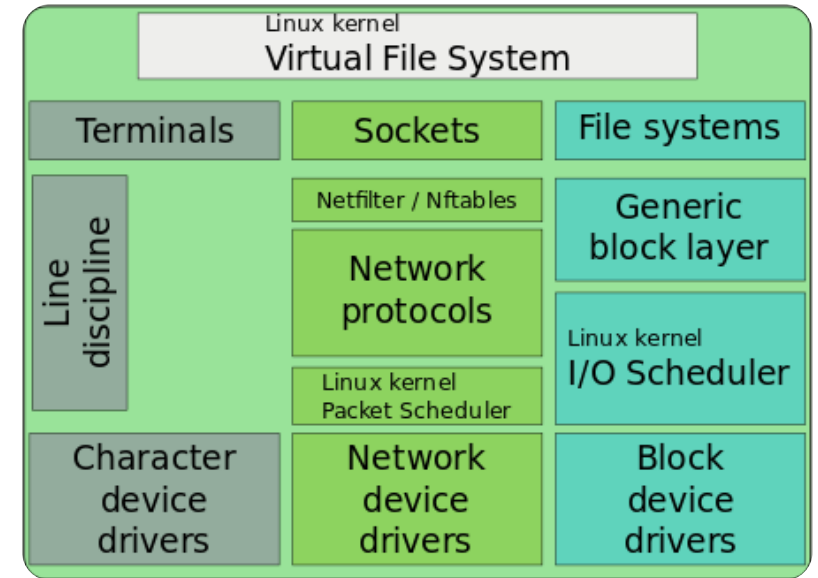 Linux kernel
Virtual File System
Terminals
Sockets
File systems
Line
discipline
Netfilter / Nftables
Network
protocols
Linux kernel
Packet Scheduler
Generic
block layer
Linux kernel
I/O Scheduler
Character
device
drivers
Network
device
drivers
Block
device
drivers